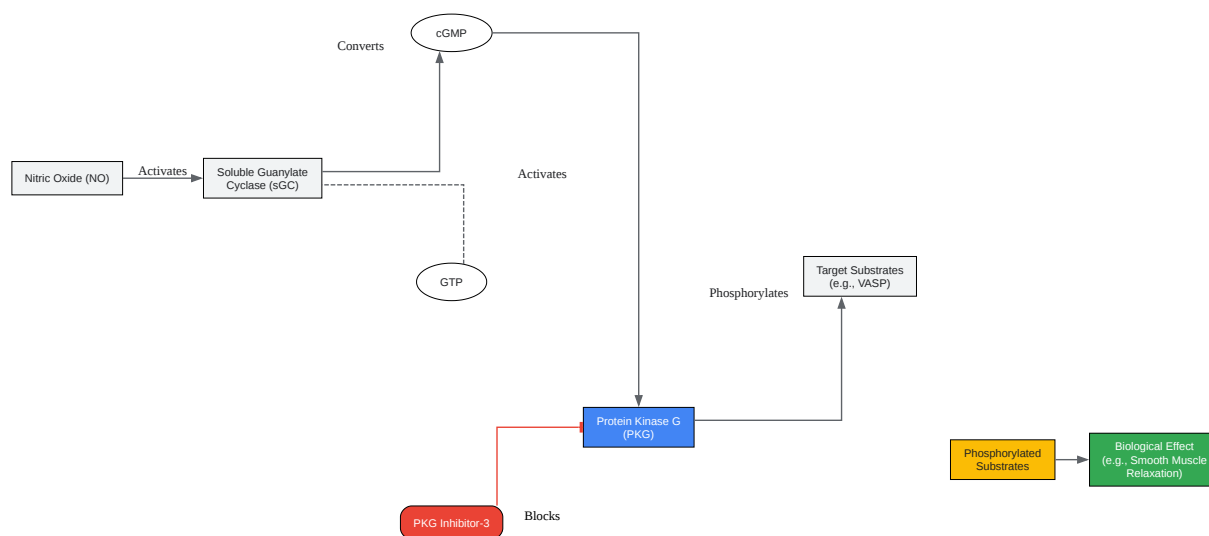 cGMP
Converts
Nitric Oxide (NO)
Activates
Soluble Guanylate
Cyclase (sGC)
Activates
GTP
Target Substrates
(e.g., VASP)
Phosphorylates
Protein Kinase G
(PKG)
Phosphorylated
Substrates
Biological Effect
(e.g., Smooth Muscle
Relaxation)
PKG Inhibitor-3
Blocks